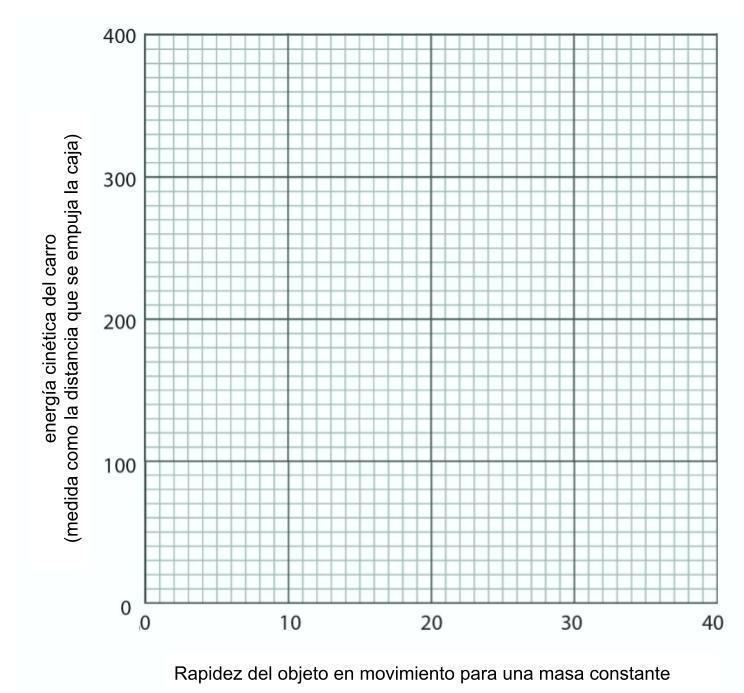 400
300
200
100
0
energía cinética del carro
(medida como la distancia que se empuja la caja)
0 10 20 30 40
Rapidez del objeto en movimiento para una masa constante